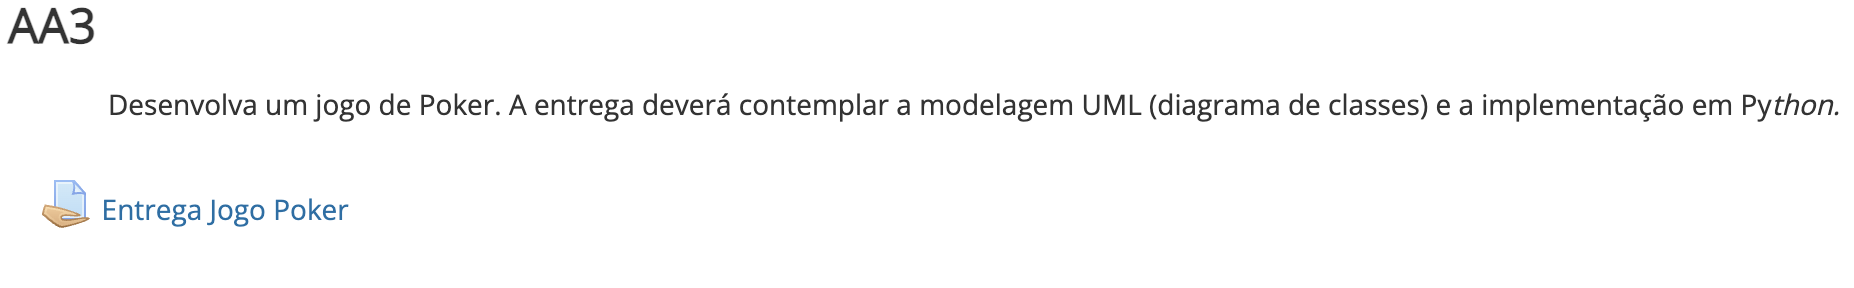 AA3
Desenvolva um jogo de Poker. A entrega deverá contemplar a modelagem UML (diagrama de classes) e a implementação em Python.
Entrega Jogo Poker